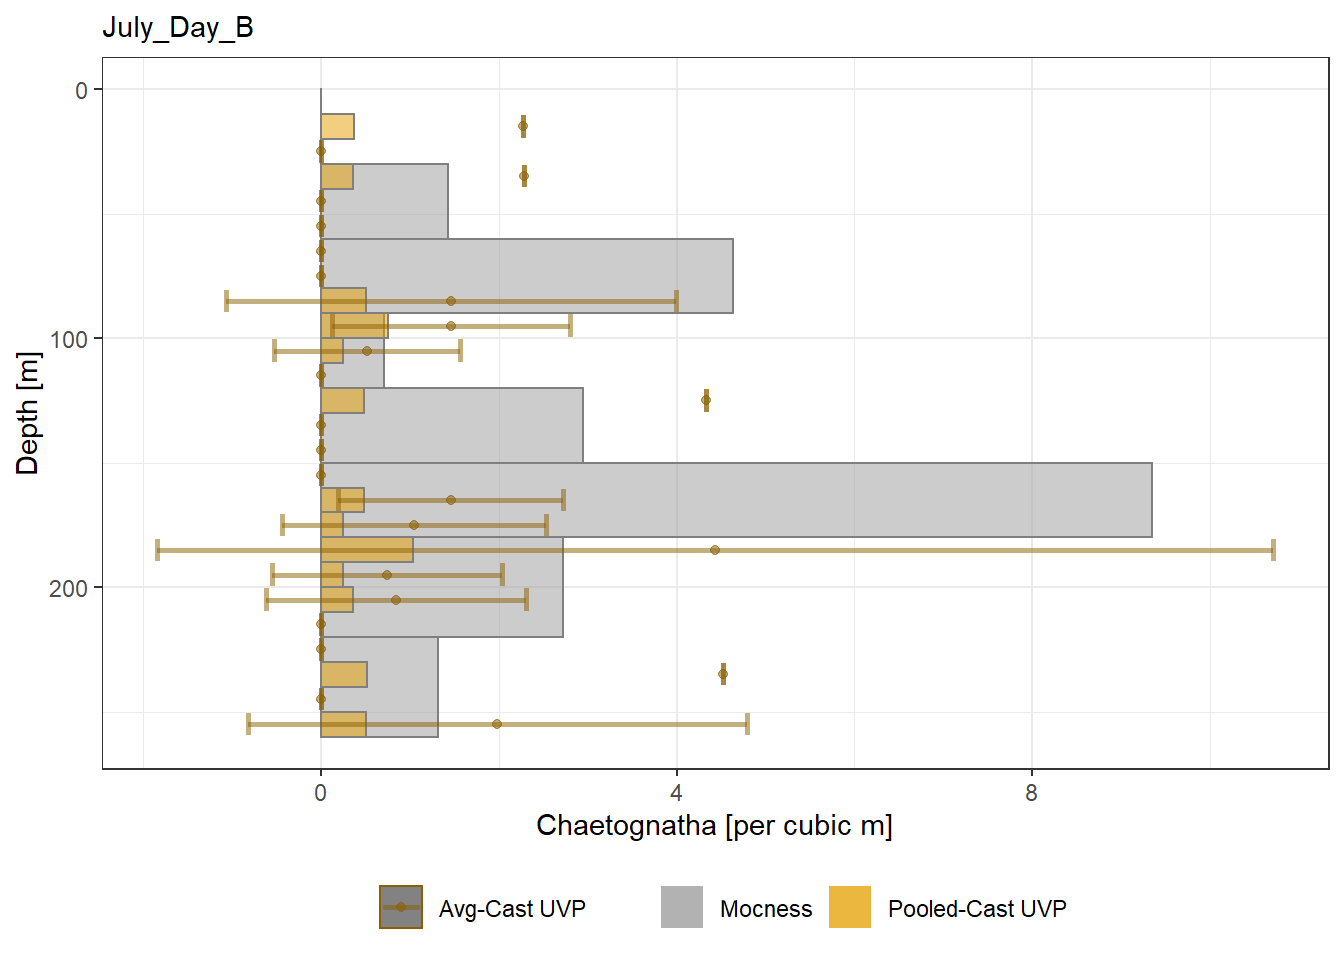 July_Day_B
0
100
200
Depth [m]
0 4 8
Chaetognatha [per cubic m]
Avg-Cast UVP Mocness Pooled-Cast UVP